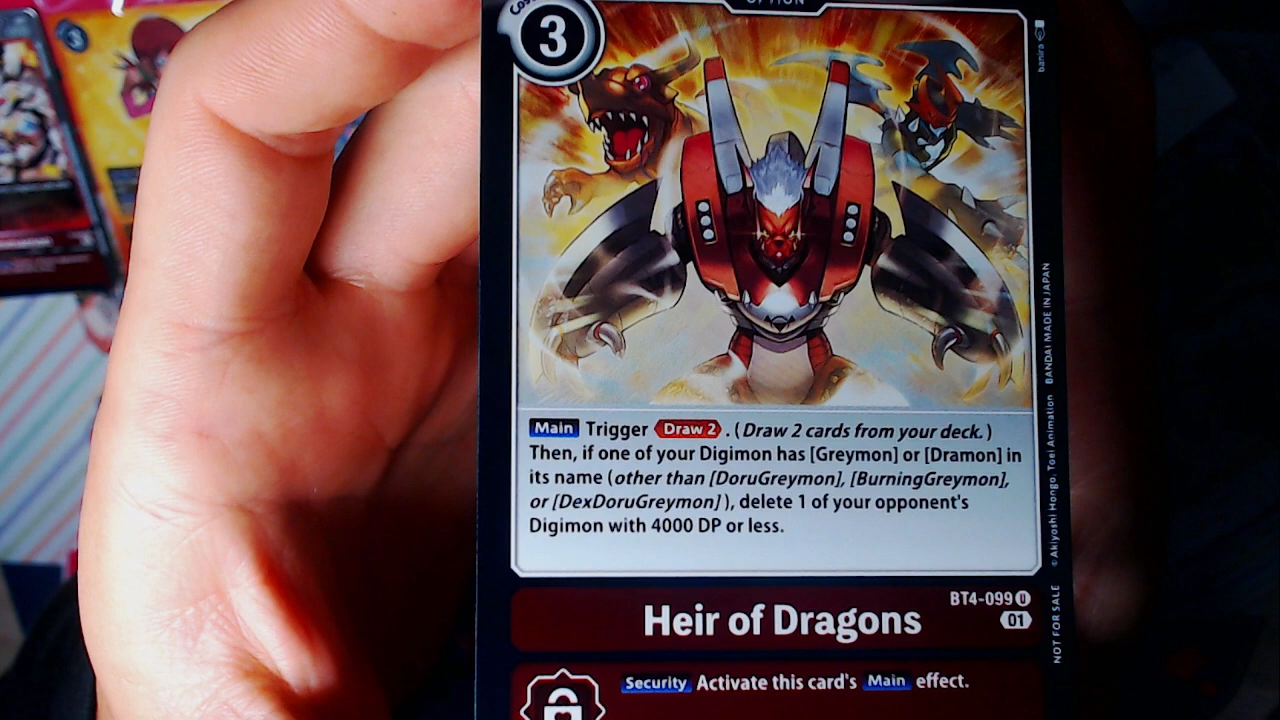 OPTION
Cost
3
banira
Main Trigger Draw 2 . (Draw 2 cards from your deck.)
Then, if one of your Digimon has [Greymon] or [Dramon] in
its name (other than [DoruGreymon], [BurningGreymon],
or [DexDoruGreymon]), delete 1 of your opponent's
Digimon with 4000 DP or less.
NOT FOR SALE ©Akiyoshi Hongo, Toei Animation BANDAI MADE IN JAPAN
BT4-099 U
Heir of Dragons
01
Security Activate this card's Main effect.